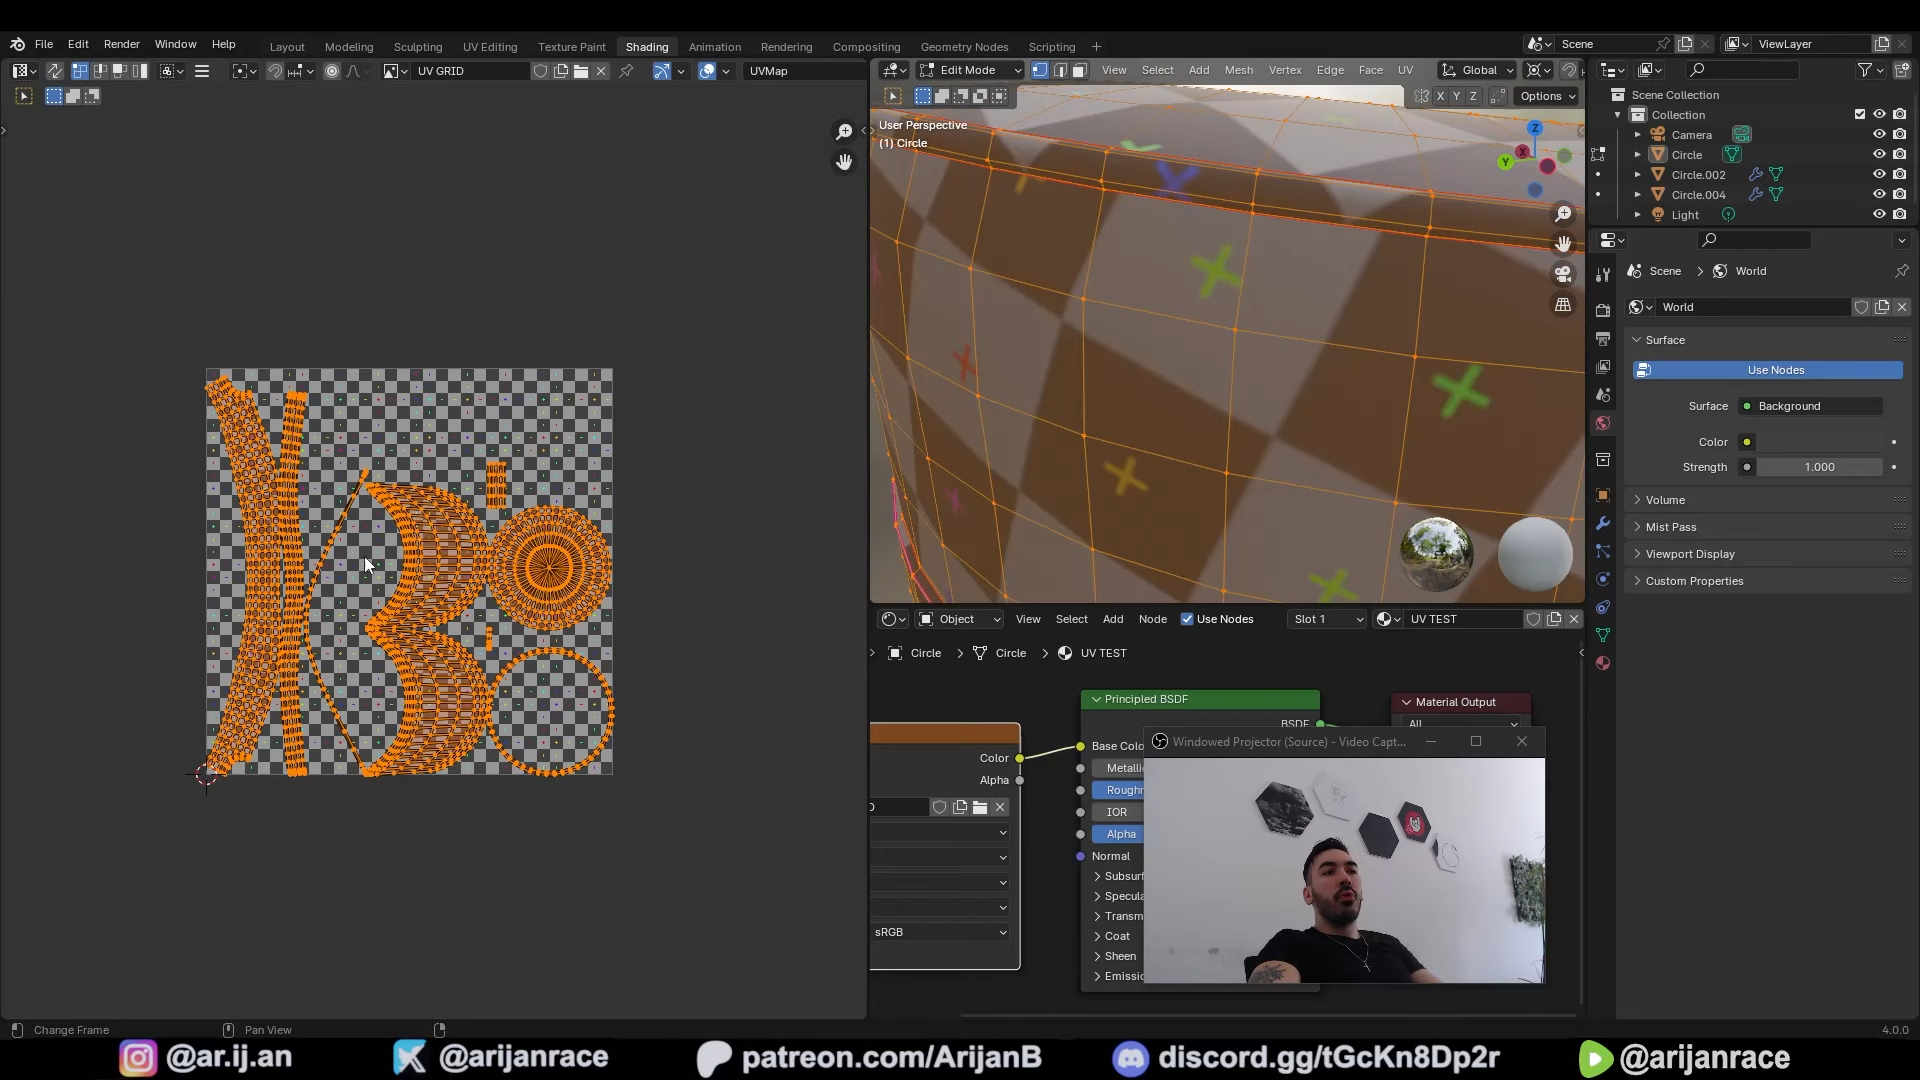 File Edit Render Window Help Layout Modeling Sculpting UV Editing Texture Paint Shading Animation Rendering Compositing Geometry Nodes Scripting + Scene ViewLayer
UV GRID UVMap Edit Mode View Select Add Mesh Vertex Edge Face UV Global
X Y Z Options
User Perspective
(1) Circle
Z
X
Y
Scene Collection
Collection
Camera
Circle
Circle.002
Circle.004
Light
Scene World
World
Surface
Use Nodes
Surface Background
Color
Strength 1.000
Volume
Mist Pass
Viewport Display
Custom Properties
Object View Select Add Node Use Nodes Slot 1 UV TEST
Circle Circle UV TEST
Principled BSDF
BSDF
Material Output
All
Color
Alpha
sRGB
Base Colo
Metallic
Roughn
IOR
Alpha
Normal
Subsurf
Specula
Transm
Coat
Sheen
Emissio
Windowed Projector (Source) - Video Capt...
Change Frame Pan View 4.0.0
@ar.ij.an @arijanrace patreon.com/ArijanB discord.gg/tGcKn8Dp2r @arijanrace